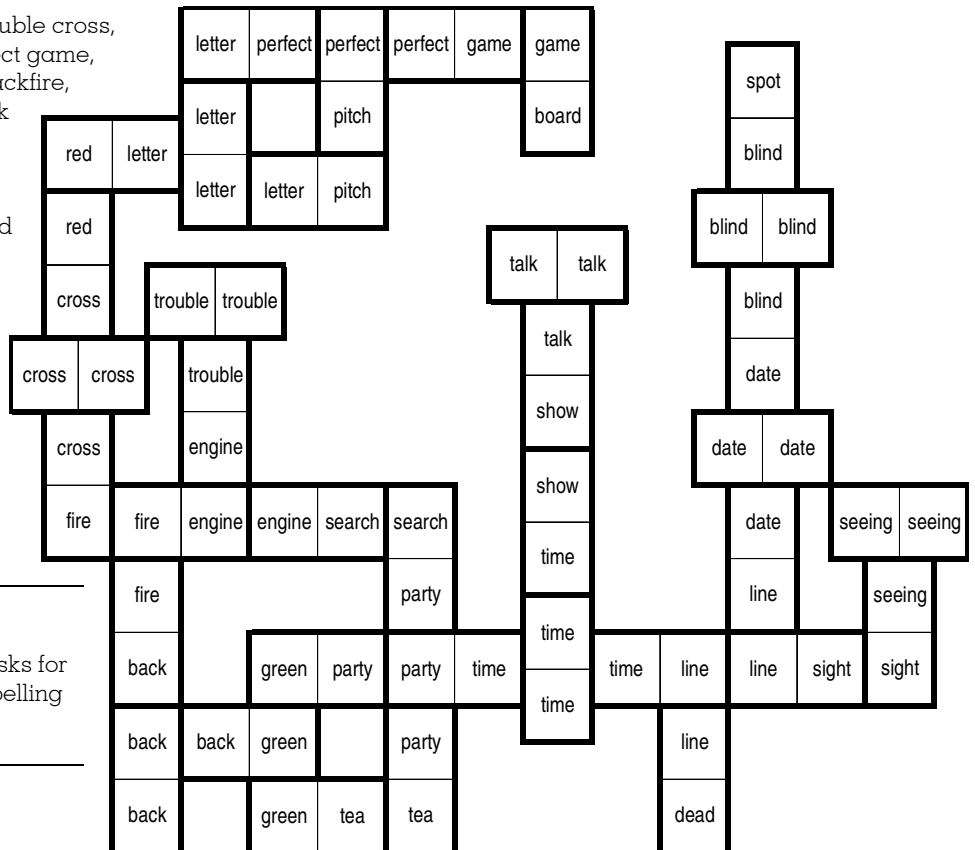 uble cross,
ct game,
ackfire,
k
d
sks for
pelling
letter perfect perfect perfect game game
spot
letter pitch board
red letter blind
letter letter pitch
red blind blind
talk talk
cross trouble trouble blind
talk
cross cross trouble date
show
cross engine date date
show
fire fire engine engine search search date seeing seeing
time
fire party line seeing
time
back green party party time time line line sight sight
time
back back green party line
back green tea tea dead